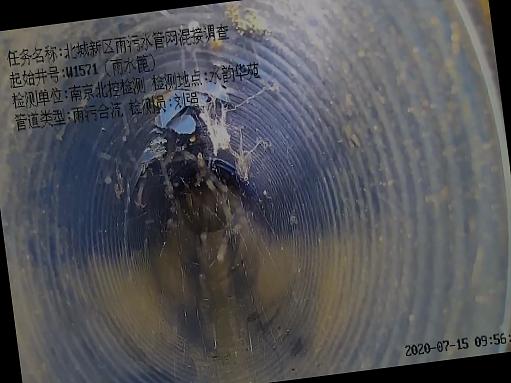 任务名称:北城新区雨污水管网混接调查
起始井号:W1571(雨水篦)
检测单位:南京北控检测 检测地点:水韵华苑
管道类型:雨污合流 检测员:刘
2020-07-15 09:56: